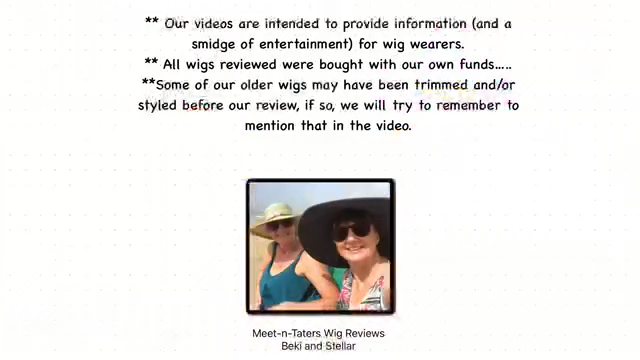 ** Our videos are intended to provide information (and a
smidge of entertainment) for wig wearers.
** All wigs reviewed were bought with our own funds.....
**Some of our older wigs may have been trimmed and/or
styled before our review, if so, we will try to remember to
mention that in the video.
Meet-n-Taters Wig Reviews
Beki and Stellar